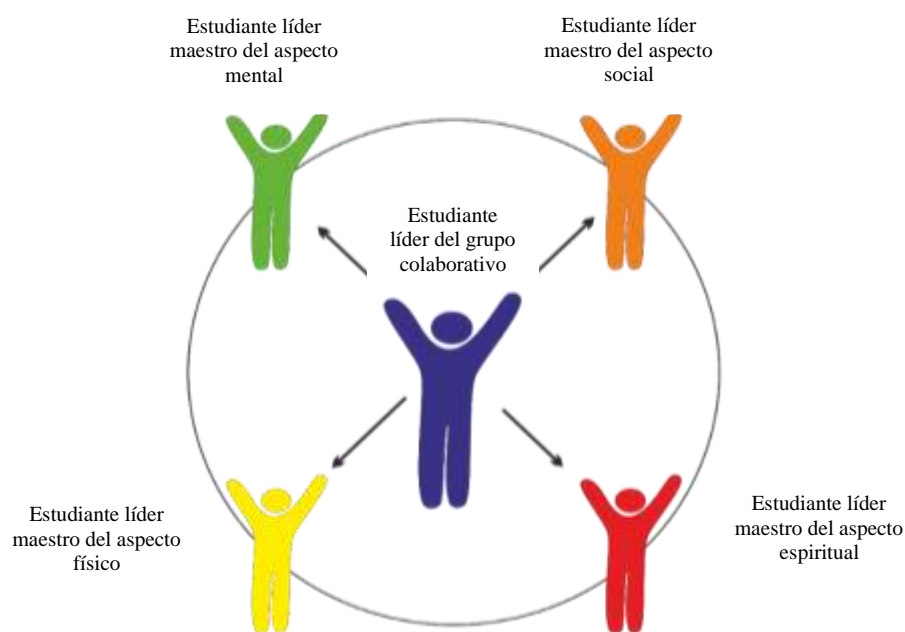 Estudiante líder
maestro del aspecto
mental
Estudiante líder
maestro del aspecto
social
Estudiante
líder del grupo
colaborativo
Estudiante líder
maestro del aspecto
físico
Estudiante líder
maestro del aspecto
espiritual